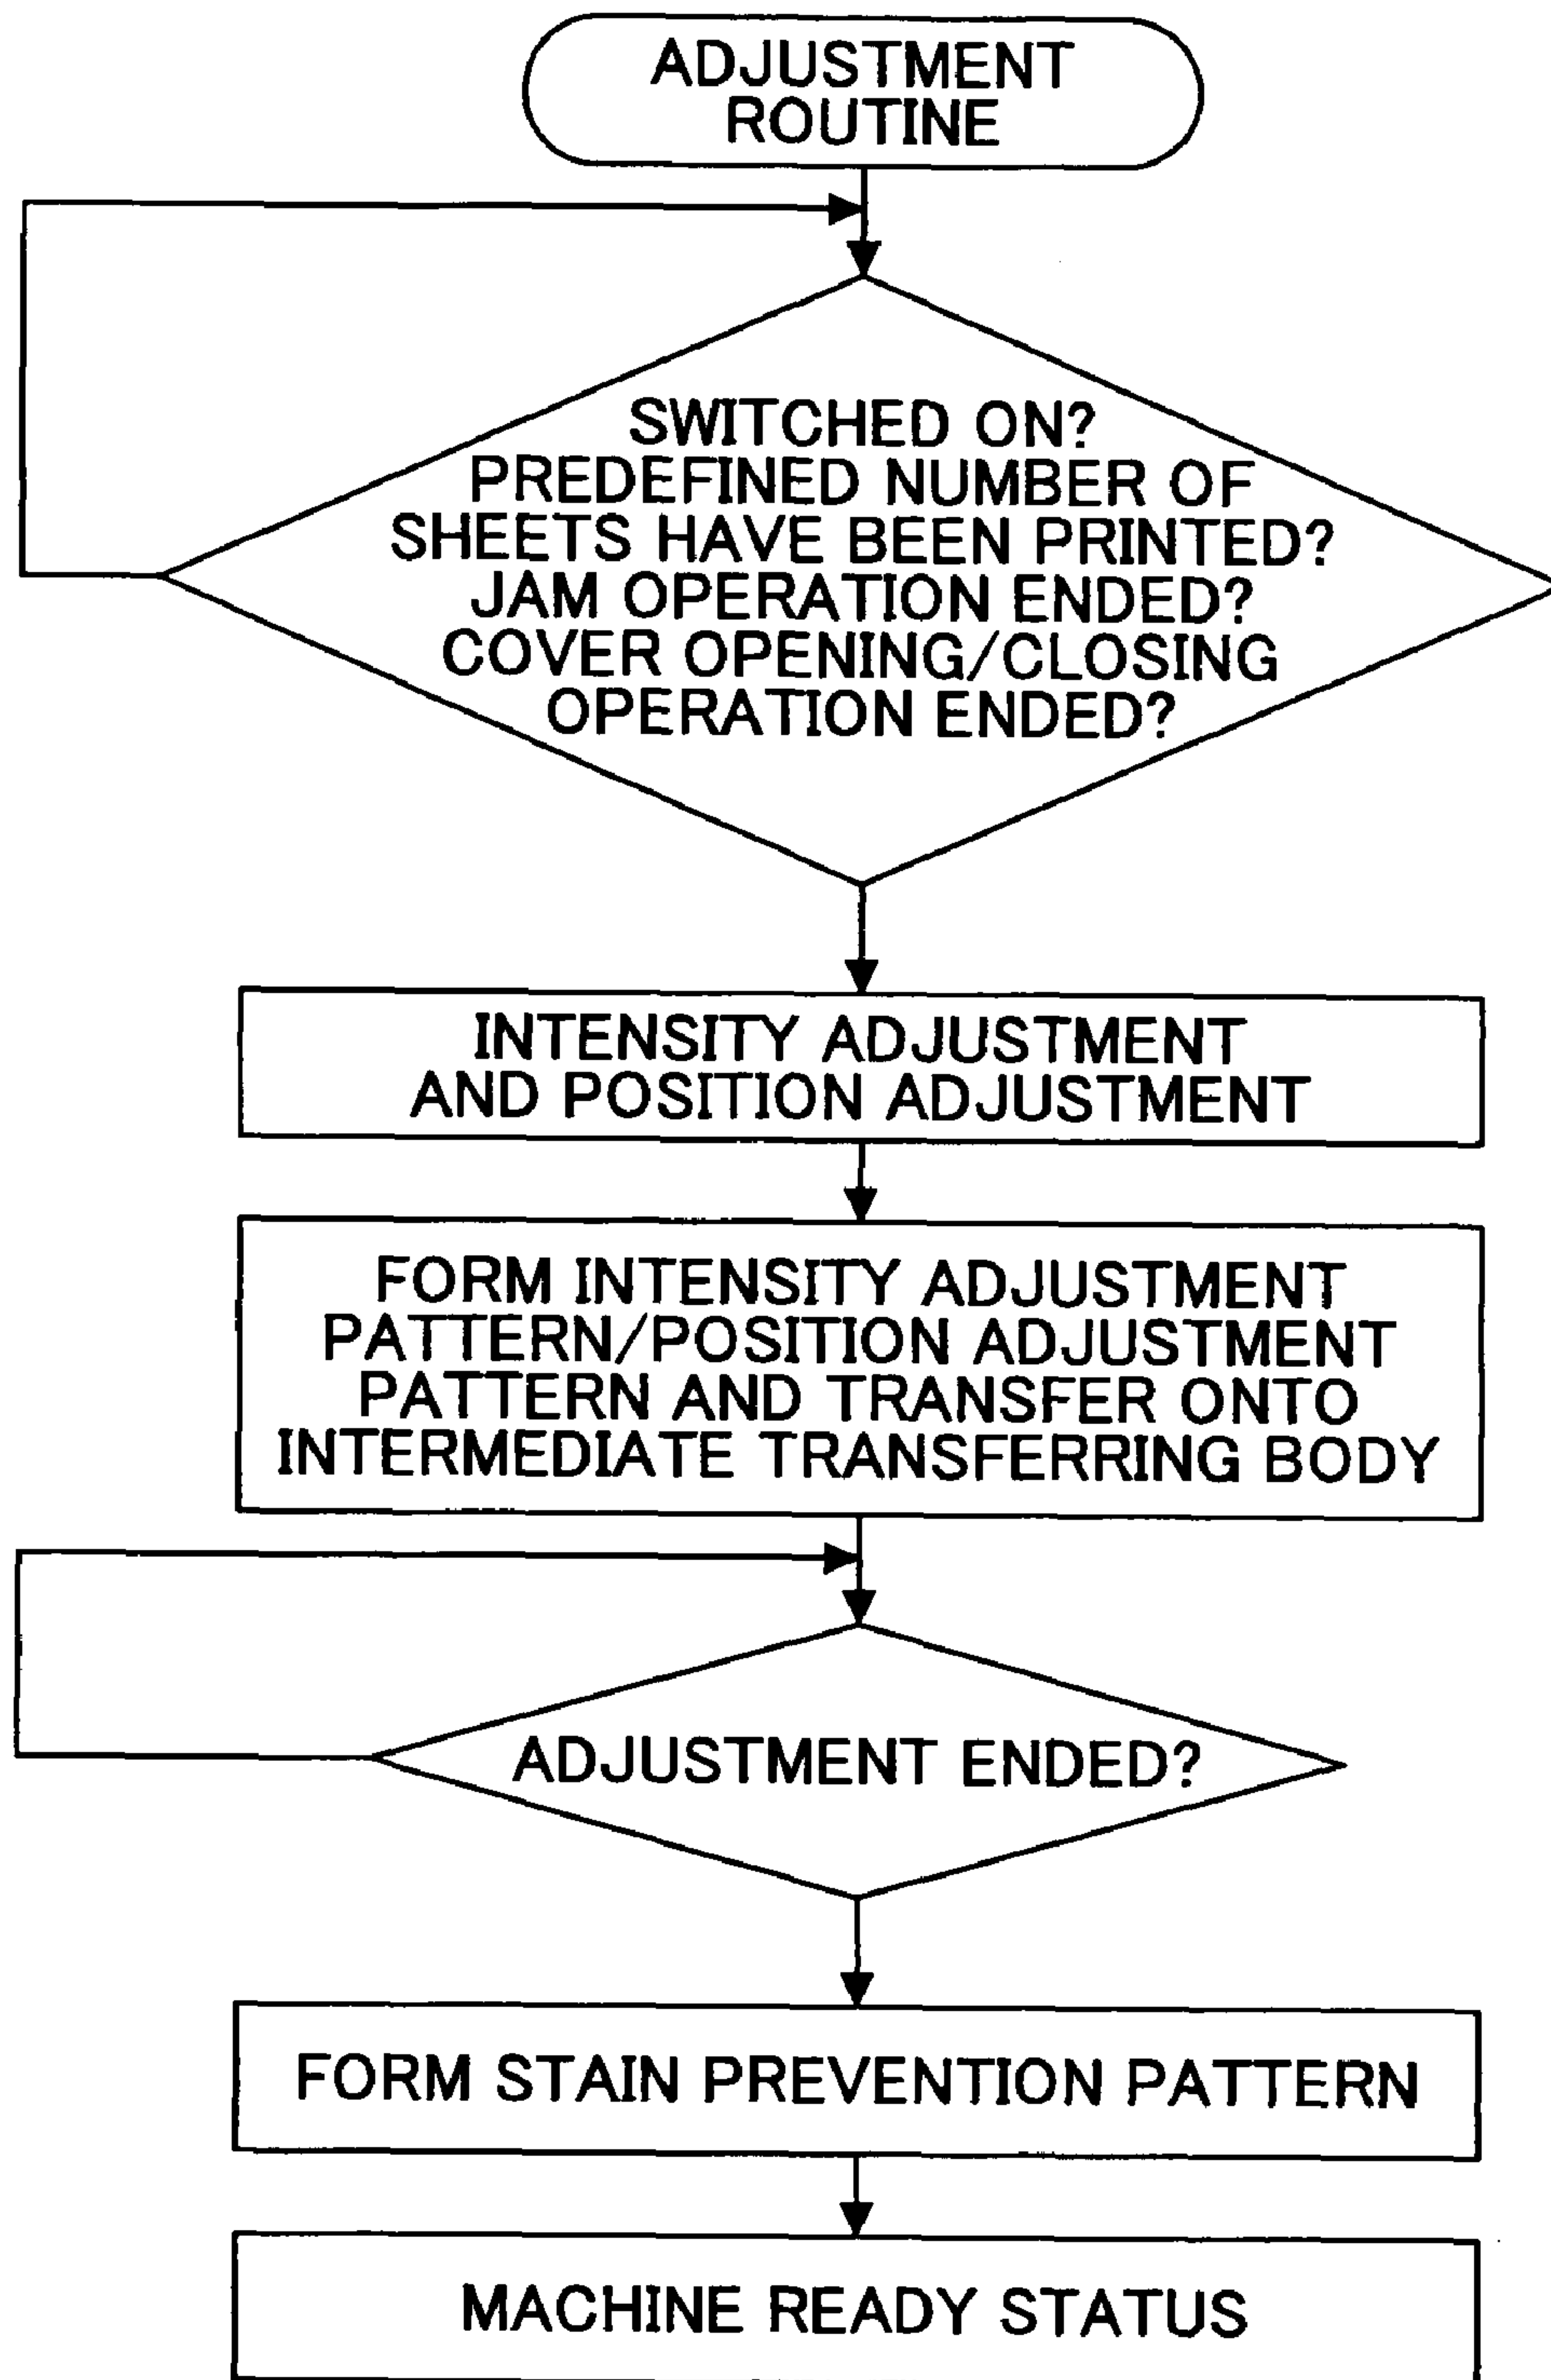 ADJUSTMENT
ROUTINE
SWITCHED ON?
PREDEFINED NUMBER OF
SHEETS HAVE BEEN PRINTED?
JAM OPERATION ENDED?
COVER OPENING/CLOSING
OPERATION ENDED?
INTENSITY ADJUSTMENT
AND POSITION ADJUSTMENT
FORM INTENSITY ADJUSTMENT
PATTERN/POSITION ADJUSTMENT
PATTERN AND TRANSFER ONTO
INTERMEDIATE TRANSFERRING BODY
ADJUSTMENT ENDED?
FORM STAIN PREVENTION PATTERN
MACHINE READY STATUS